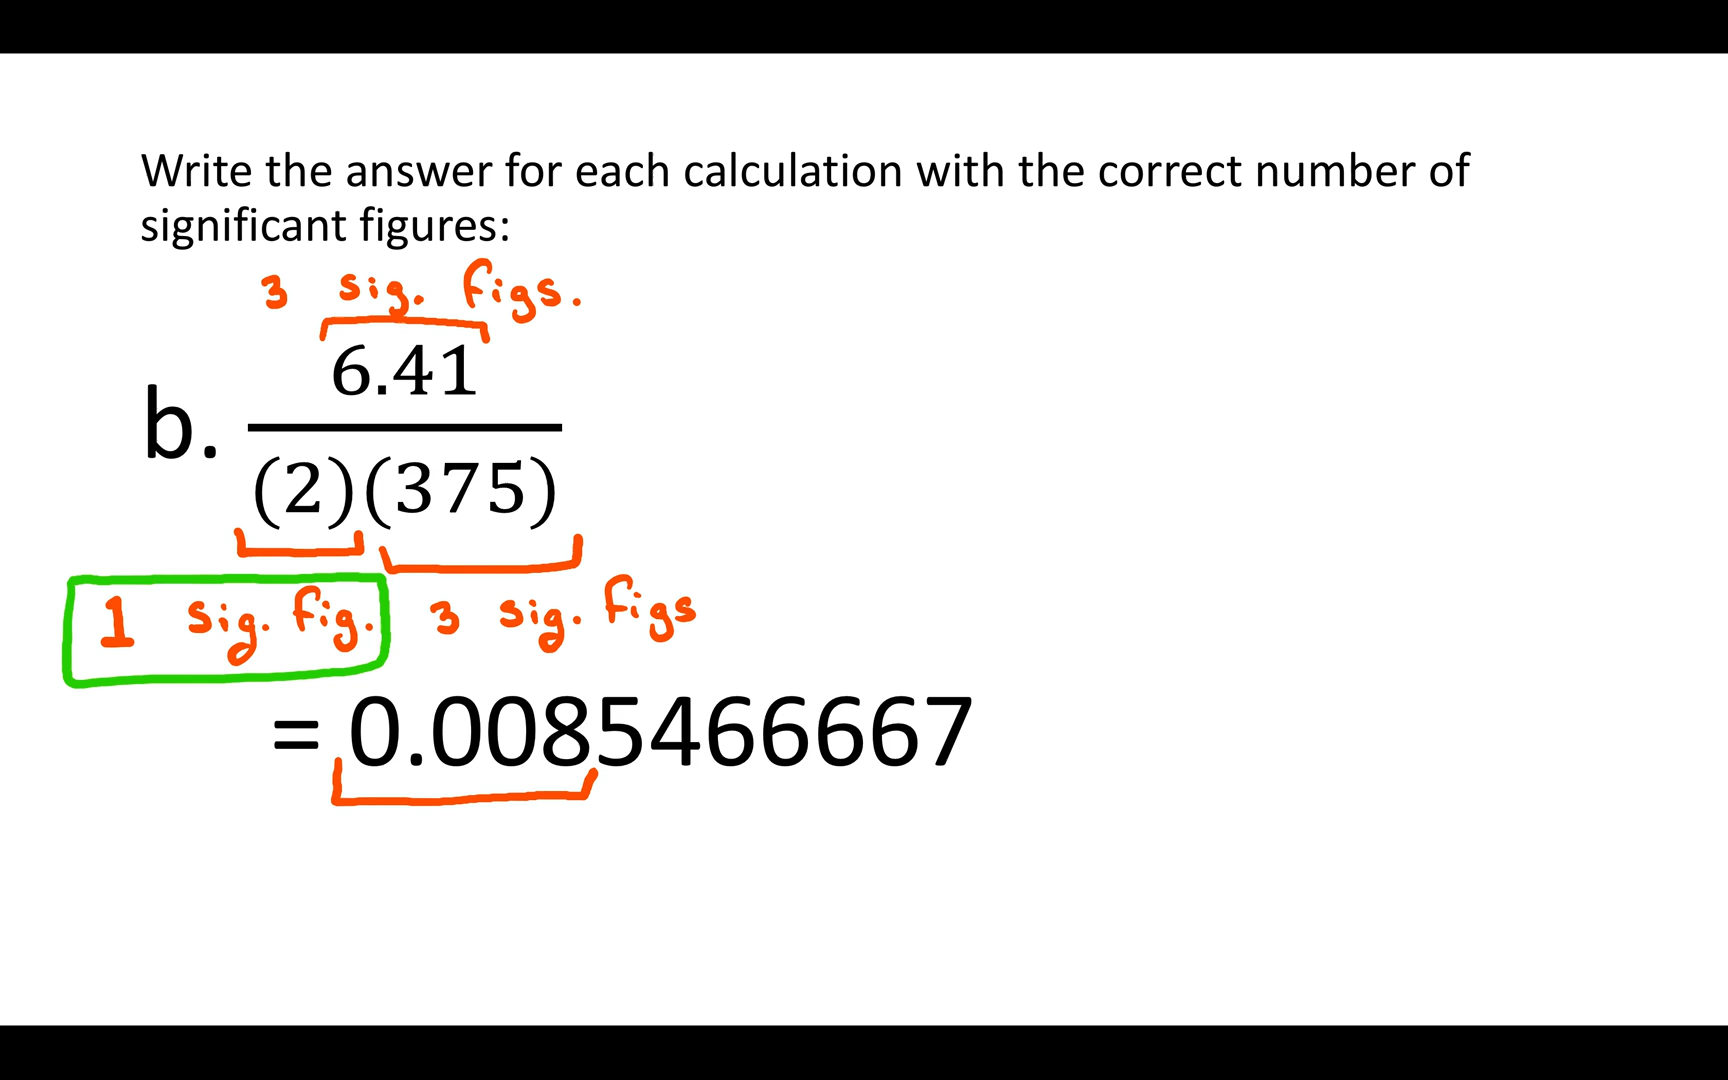 Write the answer for each calculation with the correct number of
significant figures:
3 sig. figs.
6.41
b.
(2)(375)
1 sig. fig. 3 sig. figs
= 0.0085466667